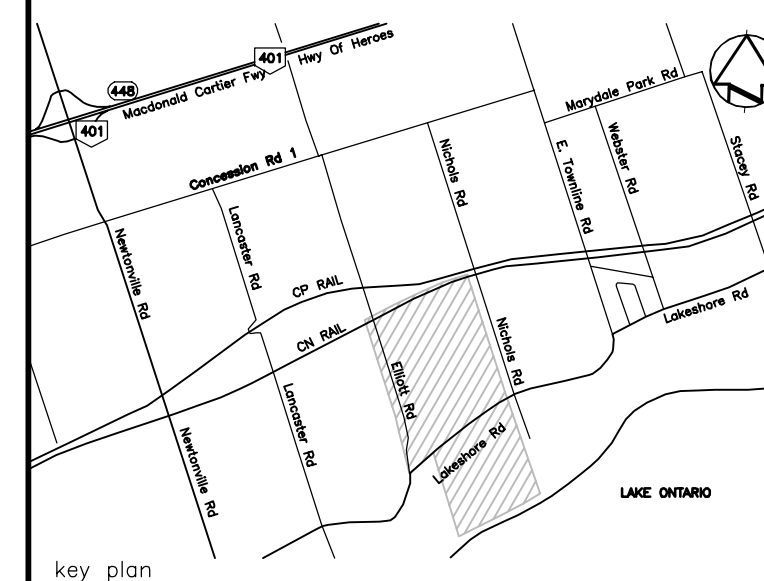 401
Hwy Of Heroes
448
Macdonald Cartier Fwy
401
Marydale Park Rd
Concession Rd 1
Nichols Rd
E. Townline Rd
Webster Rd
Stacey Rd
Newtonville Rd
Lancaster Rd
CP RAIL
CN RAIL
Lakeshore Rd
Nichols Rd
Elliott Rd
Lancaster Rd
Newtonville Rd
Lakeshore Rd
LAKE ONTARIO
key plan